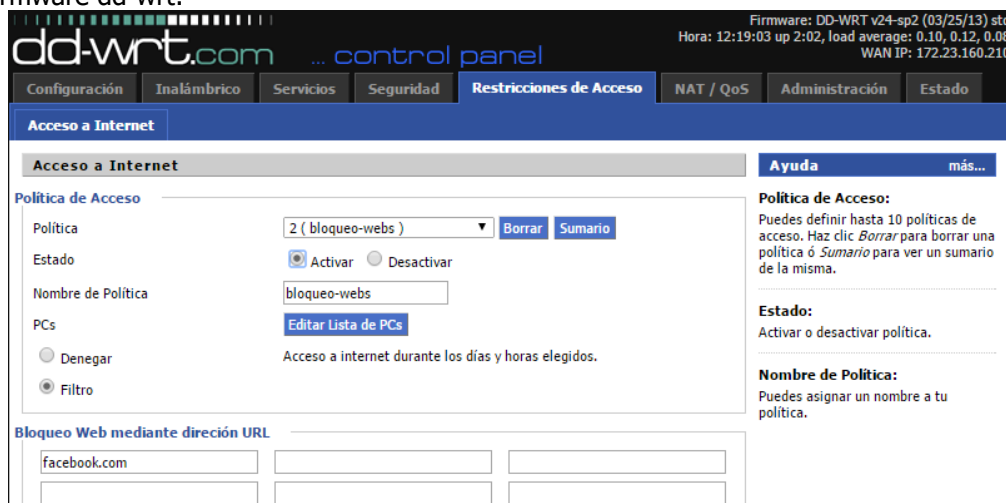 firmware dd-wrt.
Firmware: DD-WRT v24-sp2 (03/25/13) std
Hora: 12:19:03 up 2:02, load average: 0.10, 0.12, 0.08
WAN IP: 172.23.160.210
dd-wrt.com ... control panel
Configuración Inalámbrico Servicios Seguridad Restricciones de Acceso NAT / QoS Administración Estado
Acceso a Internet
Acceso a Internet
Política de Acceso
Política 2 ( bloqueo-webs ) Borrar Sumario
Estado Activar Desactivar
Nombre de Política bloqueo-webs
PCs Editar Lista de PCs
Denegar Acceso a internet durante los días y horas elegidos.
Filtro
Bloqueo Web mediante direción URL
facebook.com
Ayuda más...
Política de Acceso:
Puedes definir hasta 10 políticas de
acceso. Haz clic Borrar para borrar una
política ó Sumario para ver un sumario
de la misma.
Estado:
Activar o desactivar política.
Nombre de Política:
Puedes asignar un nombre a tu
política.